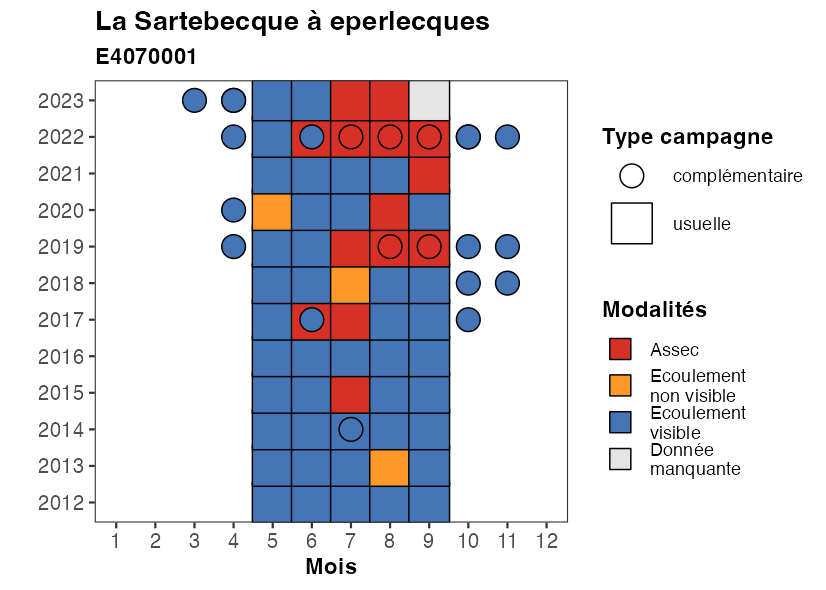 La Sartebecque à eperlecques
E4070001
2023
2022
2021
2020
2019
2018
2017
2016
2015
2014
2013
2012
1 2 3 4 5 6 7 8 9 10 11 12
Mois
Type campagne
complémentaire
usuelle
Modalités
Assec
Ecoulement
non visible
Ecoulement
visible
Donnée
manquante